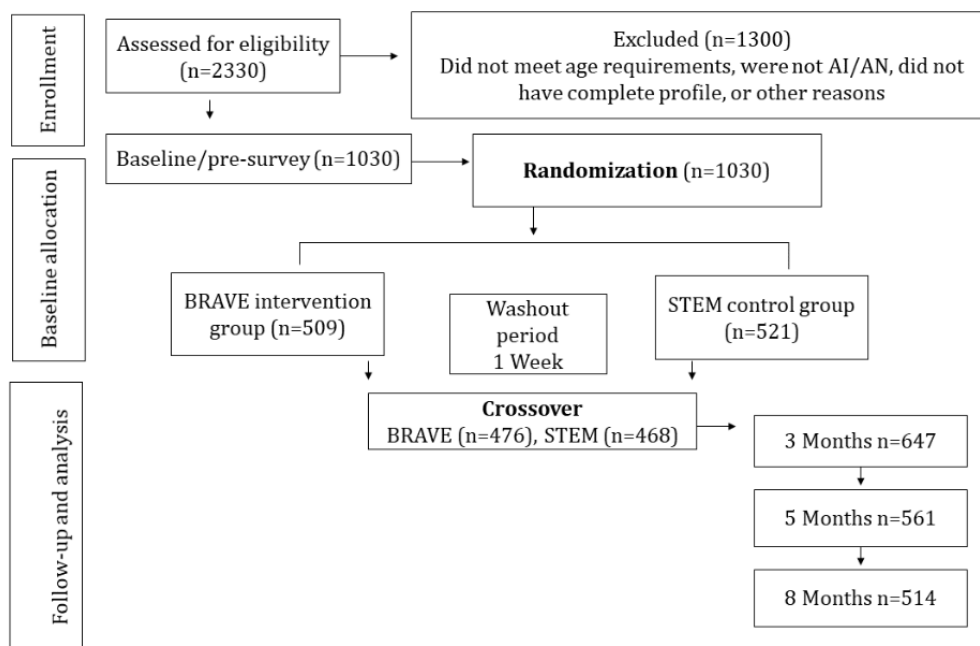 Enrollment
Assessed for eligibility
(n=2330)
Excluded (n=1300)
Did not meet age requirements, were not AI/AN, did not
have complete profile, or other reasons
Baseline/pre-survey (n=1030)
Randomization (n=1030)
Baseline allocation
BRAVE intervention
group (n=509)
Washout
period
1 Week
STEM control group
(n=521)
Follow-up and analysis
Crossover
BRAVE (n=476), STEM (n=468)
3 Months n=647
5 Months n=561
8 Months n=514